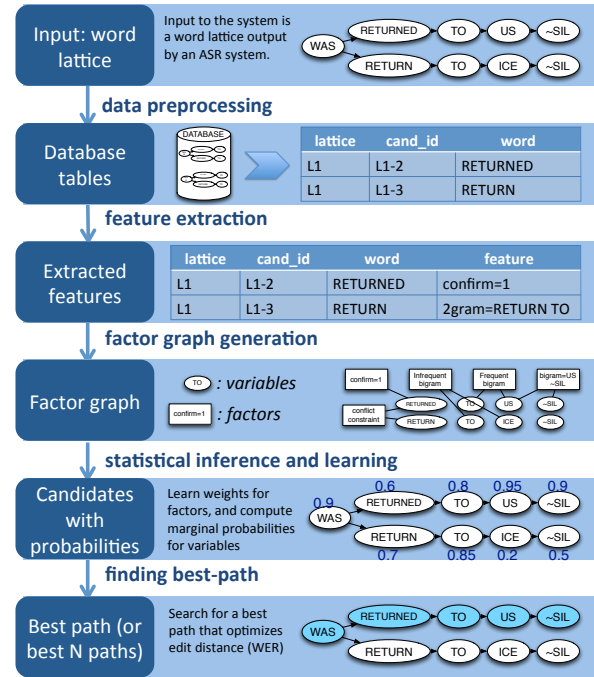 Input: word
lattice
Input to the system is
a word lattice output
by an ASR system.
WAS
RETURNED TO US ~SIL
RETURN TO ICE ~SIL
data preprocessing
Database
tables
DATABASE
lattice cand_id word
L1 L1-2 RETURNED
L1 L1-3 RETURN
feature extraction
Extracted
features
lattice cand_id word feature
L1 L1-2 RETURNED confirm=1
L1 L1-3 RETURN 2gram=RETURN TO
factor graph generation
Factor graph
TO : variables
confirm=1 : factors
confirm=1
Infrequent
bigram
Frequent
bigram
bigram=US
~SIL
conflict
constraint
RETURNED TO US ~SIL
RETURN TO ICE ~SIL
statistical inference and learning
Candidates
with
probabilities
Learn weights for
factors, and compute
marginal probabilities
for variables
0.9
WAS
0.6 0.8 0.95 0.9
RETURNED TO US ~SIL
RETURN TO ICE ~SIL
0.7 0.85 0.2 0.5
finding best-path
Best path (or
best N paths)
Search for a best
path that optimizes
edit distance (WER)
WAS
RETURNED TO US ~SIL
RETURN TO ICE ~SIL